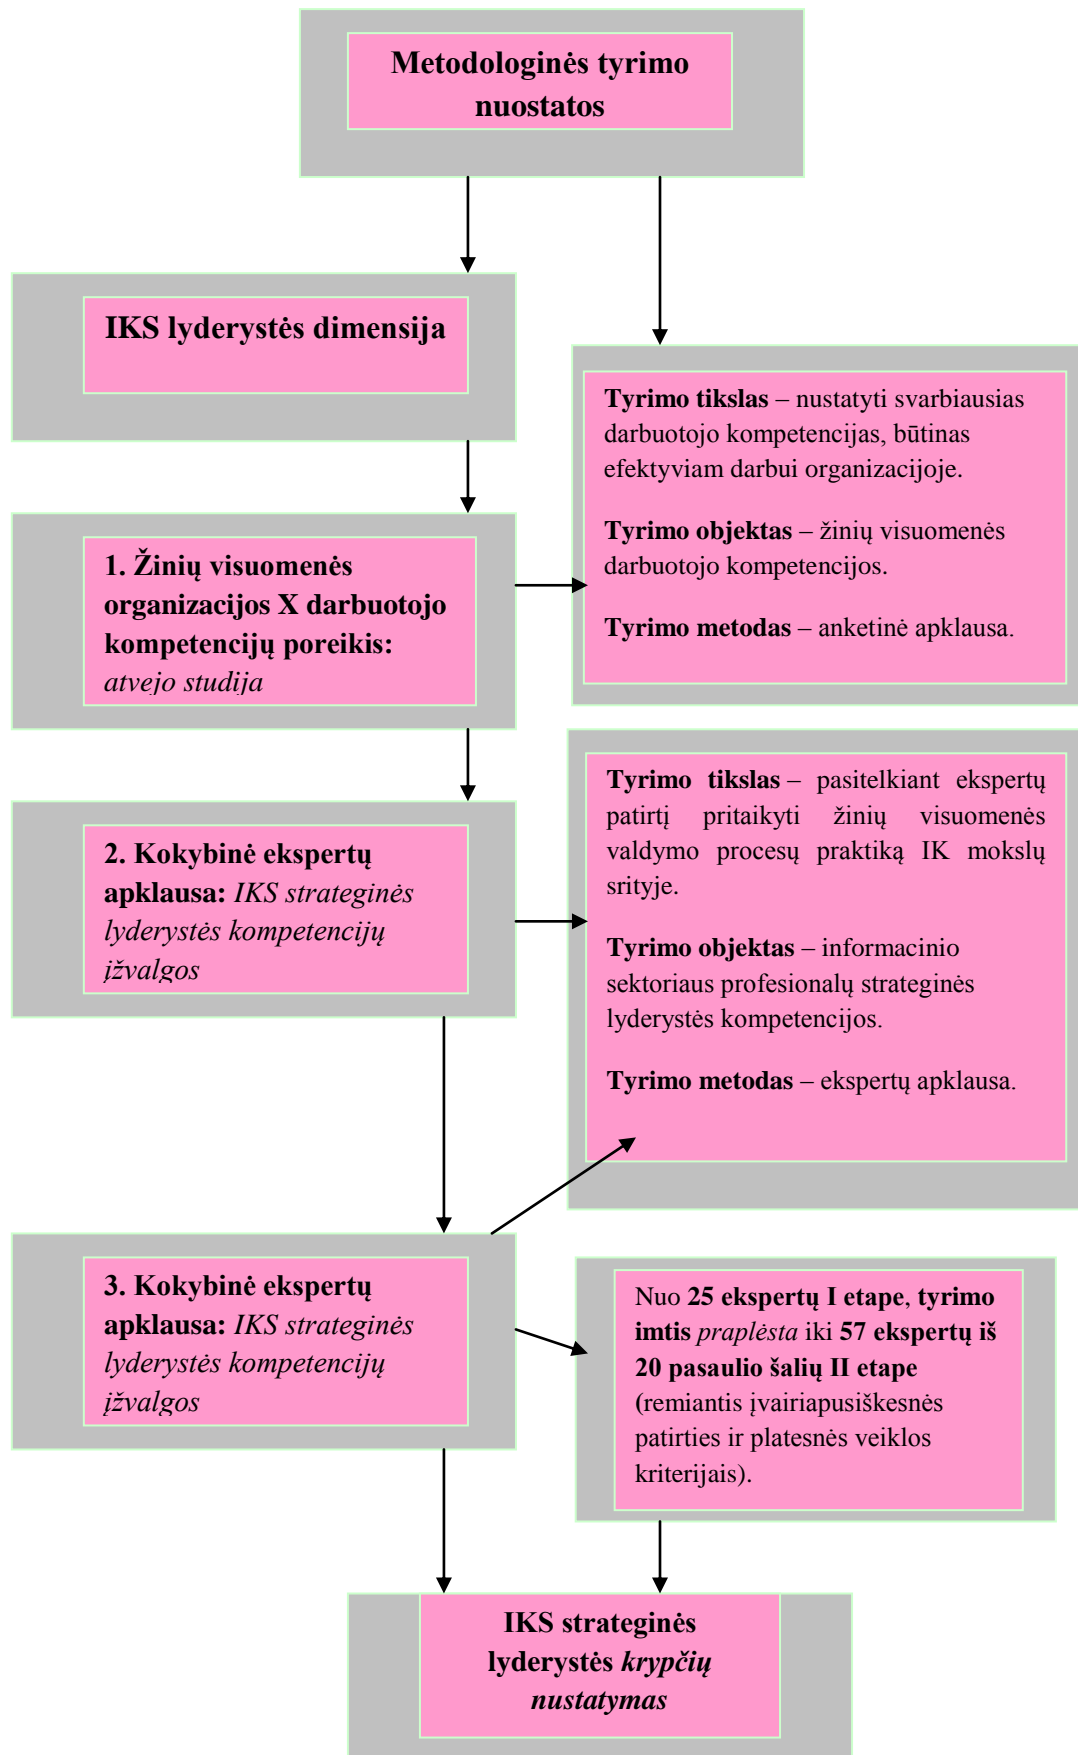 Metodologinės tyrimo
nuostatos
IKS lyderystės dimensija
Tyrimo tikslas – nustatyti svarbiausias
darbuotojo kompetencijas, būtinas
efektyviam darbui organizacijoje.
Tyrimo objektas – žinių visuomenės
darbuotojo kompetencijos.
Tyrimo metodas – anketinė apklausa.
1. Žinių visuomenės
organizacijos X darbuotojo
kompetencijų poreikis:
atvejo studija
Tyrimo tikslas – pasitelkiant ekspertų
patirtį pritaikyti žinių visuomenės
valdymo procesų praktiką IK mokslų
srityje.
Tyrimo objektas – informacinio
sektoriaus profesionalų strateginės
lyderystės kompetencijos.
Tyrimo metodas – ekspertų apklausa.
2. Kokybinė ekspertų
apklausa: IKS strateginės
lyderystės kompetencijų
įžvalgos
3. Kokybinė ekspertų
apklausa: IKS strateginės
lyderystės kompetencijų
įžvalgos
Nuo 25 ekspertų I etape, tyrimo
imtis praplėsta iki 57 ekspertų iš
20 pasaulio šalių II etape
(remiantis įvairiapusiškesnės
patirties ir platesnės veiklos
kriterijais).
IKS strateginės
lyderystės krypčių
nustatymas